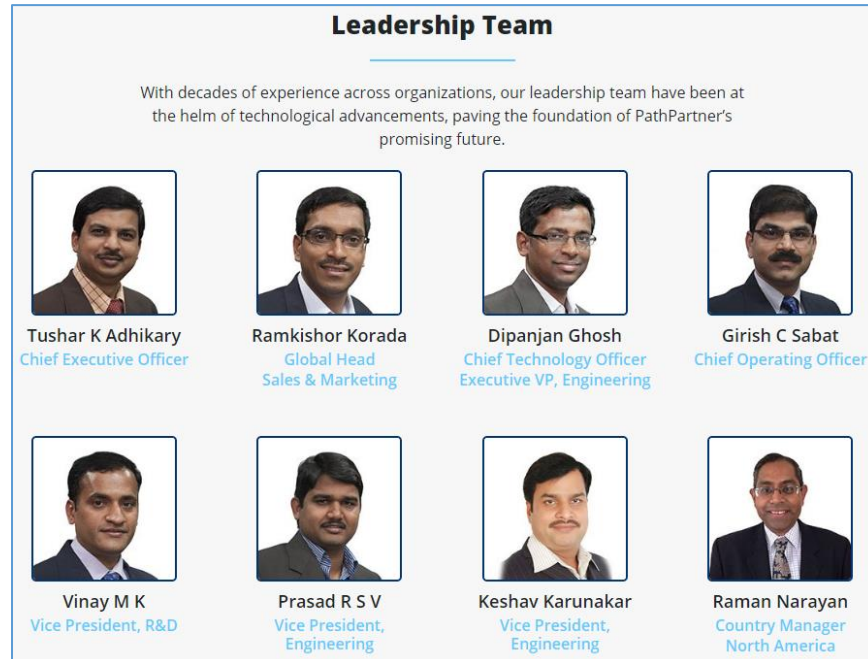 Leadership Team
With decades of experience across organizations, our leadership team have been at
the helm of technological advancements, paving the foundation of PathPartner's
promising future.
Tushar K Adhikary
Chief Executive Officer
Ramkishor Korada
Global Head
Sales & Marketing
Dipanjan Ghosh
Chief Technology Officer
Executive VP, Engineering
Girish C Sabat
Chief Operating Officer
Vinay M K
Vice President, R&D
Prasad R S V
Vice President,
Engineering
Keshav Karunakar
Vice President,
Engineering
Raman Narayan
Country Manager
North America